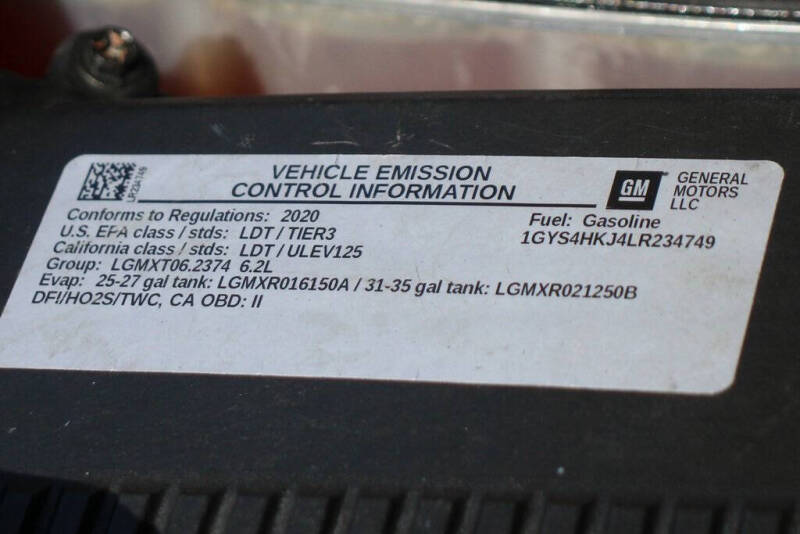 LR234749
VEHICLE EMISSION
CONTROL INFORMATION
GM
GENERAL
MOTORS
LLC
Conforms to Regulations: 2020
Fuel: Gasoline
U.S. EFA class / stds: LDT / TIER3
1GYS4HKJ4LR234749
California class / stds: LDT / ULEV125
Group: LGMXT06.2374 6.2L
Evap: 25-27 gal tank: LGMXR016150A / 31-35 gal tank: LGMXR021250B
DFI/HO2S/TWC, CA OBD: II